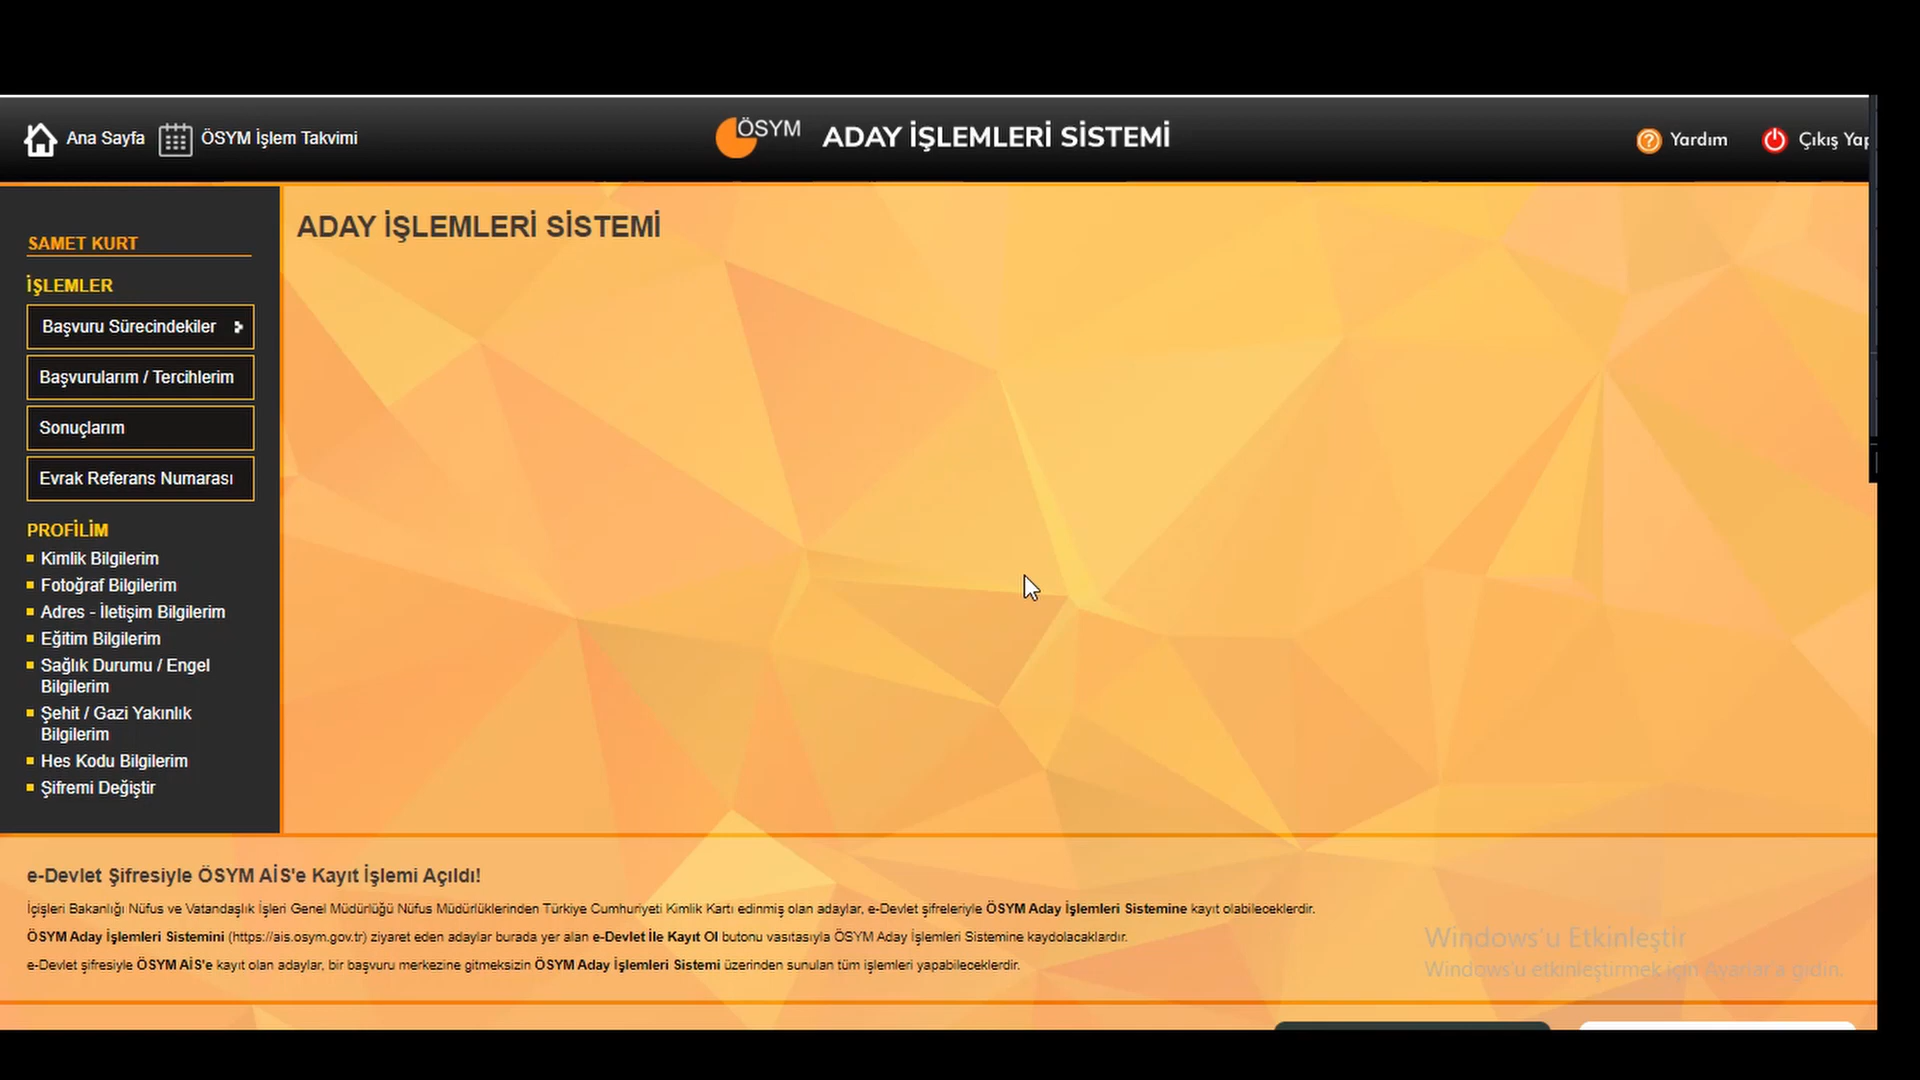 Ana Sayfa
ÖSYM İşlem Takvimi
ÖSYM
ADAY İŞLEMLERİ SİSTEMİ
Yardım
Çıkış Yap
SAMET KURT
İŞLEMLER
Başvuru Sürecindekiler
Başvurularım / Tercihlerim
Sonuçlarım
Evrak Referans Numarası
PROFİLİM
Kimlik Bilgilerim
Fotoğraf Bilgilerim
Adres - İletişim Bilgilerim
Eğitim Bilgilerim
Sağlık Durumu / Engel
Bilgilerim
Şehit / Gazi Yakınlık
Bilgilerim
Hes Kodu Bilgilerim
Şifremi Değiştir
ADAY İŞLEMLERİ SİSTEMİ
e-Devlet Şifresiyle ÖSYM AİS'e Kayıt İşlemi Açıldı!
İçişleri Bakanlığı Nüfus ve Vatandaşlık İşleri Genel Müdürlüğü Nüfus Müdürlüklerinden Türkiye Cumhuriyeti Kimlik Kartı edinmiş olan adaylar, e-Devlet şifreleriyle ÖSYM Aday İşlemleri Sistemine kayıt olabileceklerdir.
ÖSYM Aday İşlemleri Sistemini (https://ais.osym.gov.tr) ziyaret eden adaylar burada yer alan e-Devlet İle Kayıt Ol butonu vasıtasıyla ÖSYM Aday İşlemleri Sistemine kaydolacaklardır.
e-Devlet şifresiyle ÖSYM AİS'e kayıt olan adaylar, bir başvuru merkezine gitmeksizin ÖSYM Aday İşlemleri Sistemi üzerinden sunulan tüm işlemleri yapabileceklerdir.
Windows'u Etkinleştir
Windows'u etkinleştirmek için Ayarlar'a gidin.